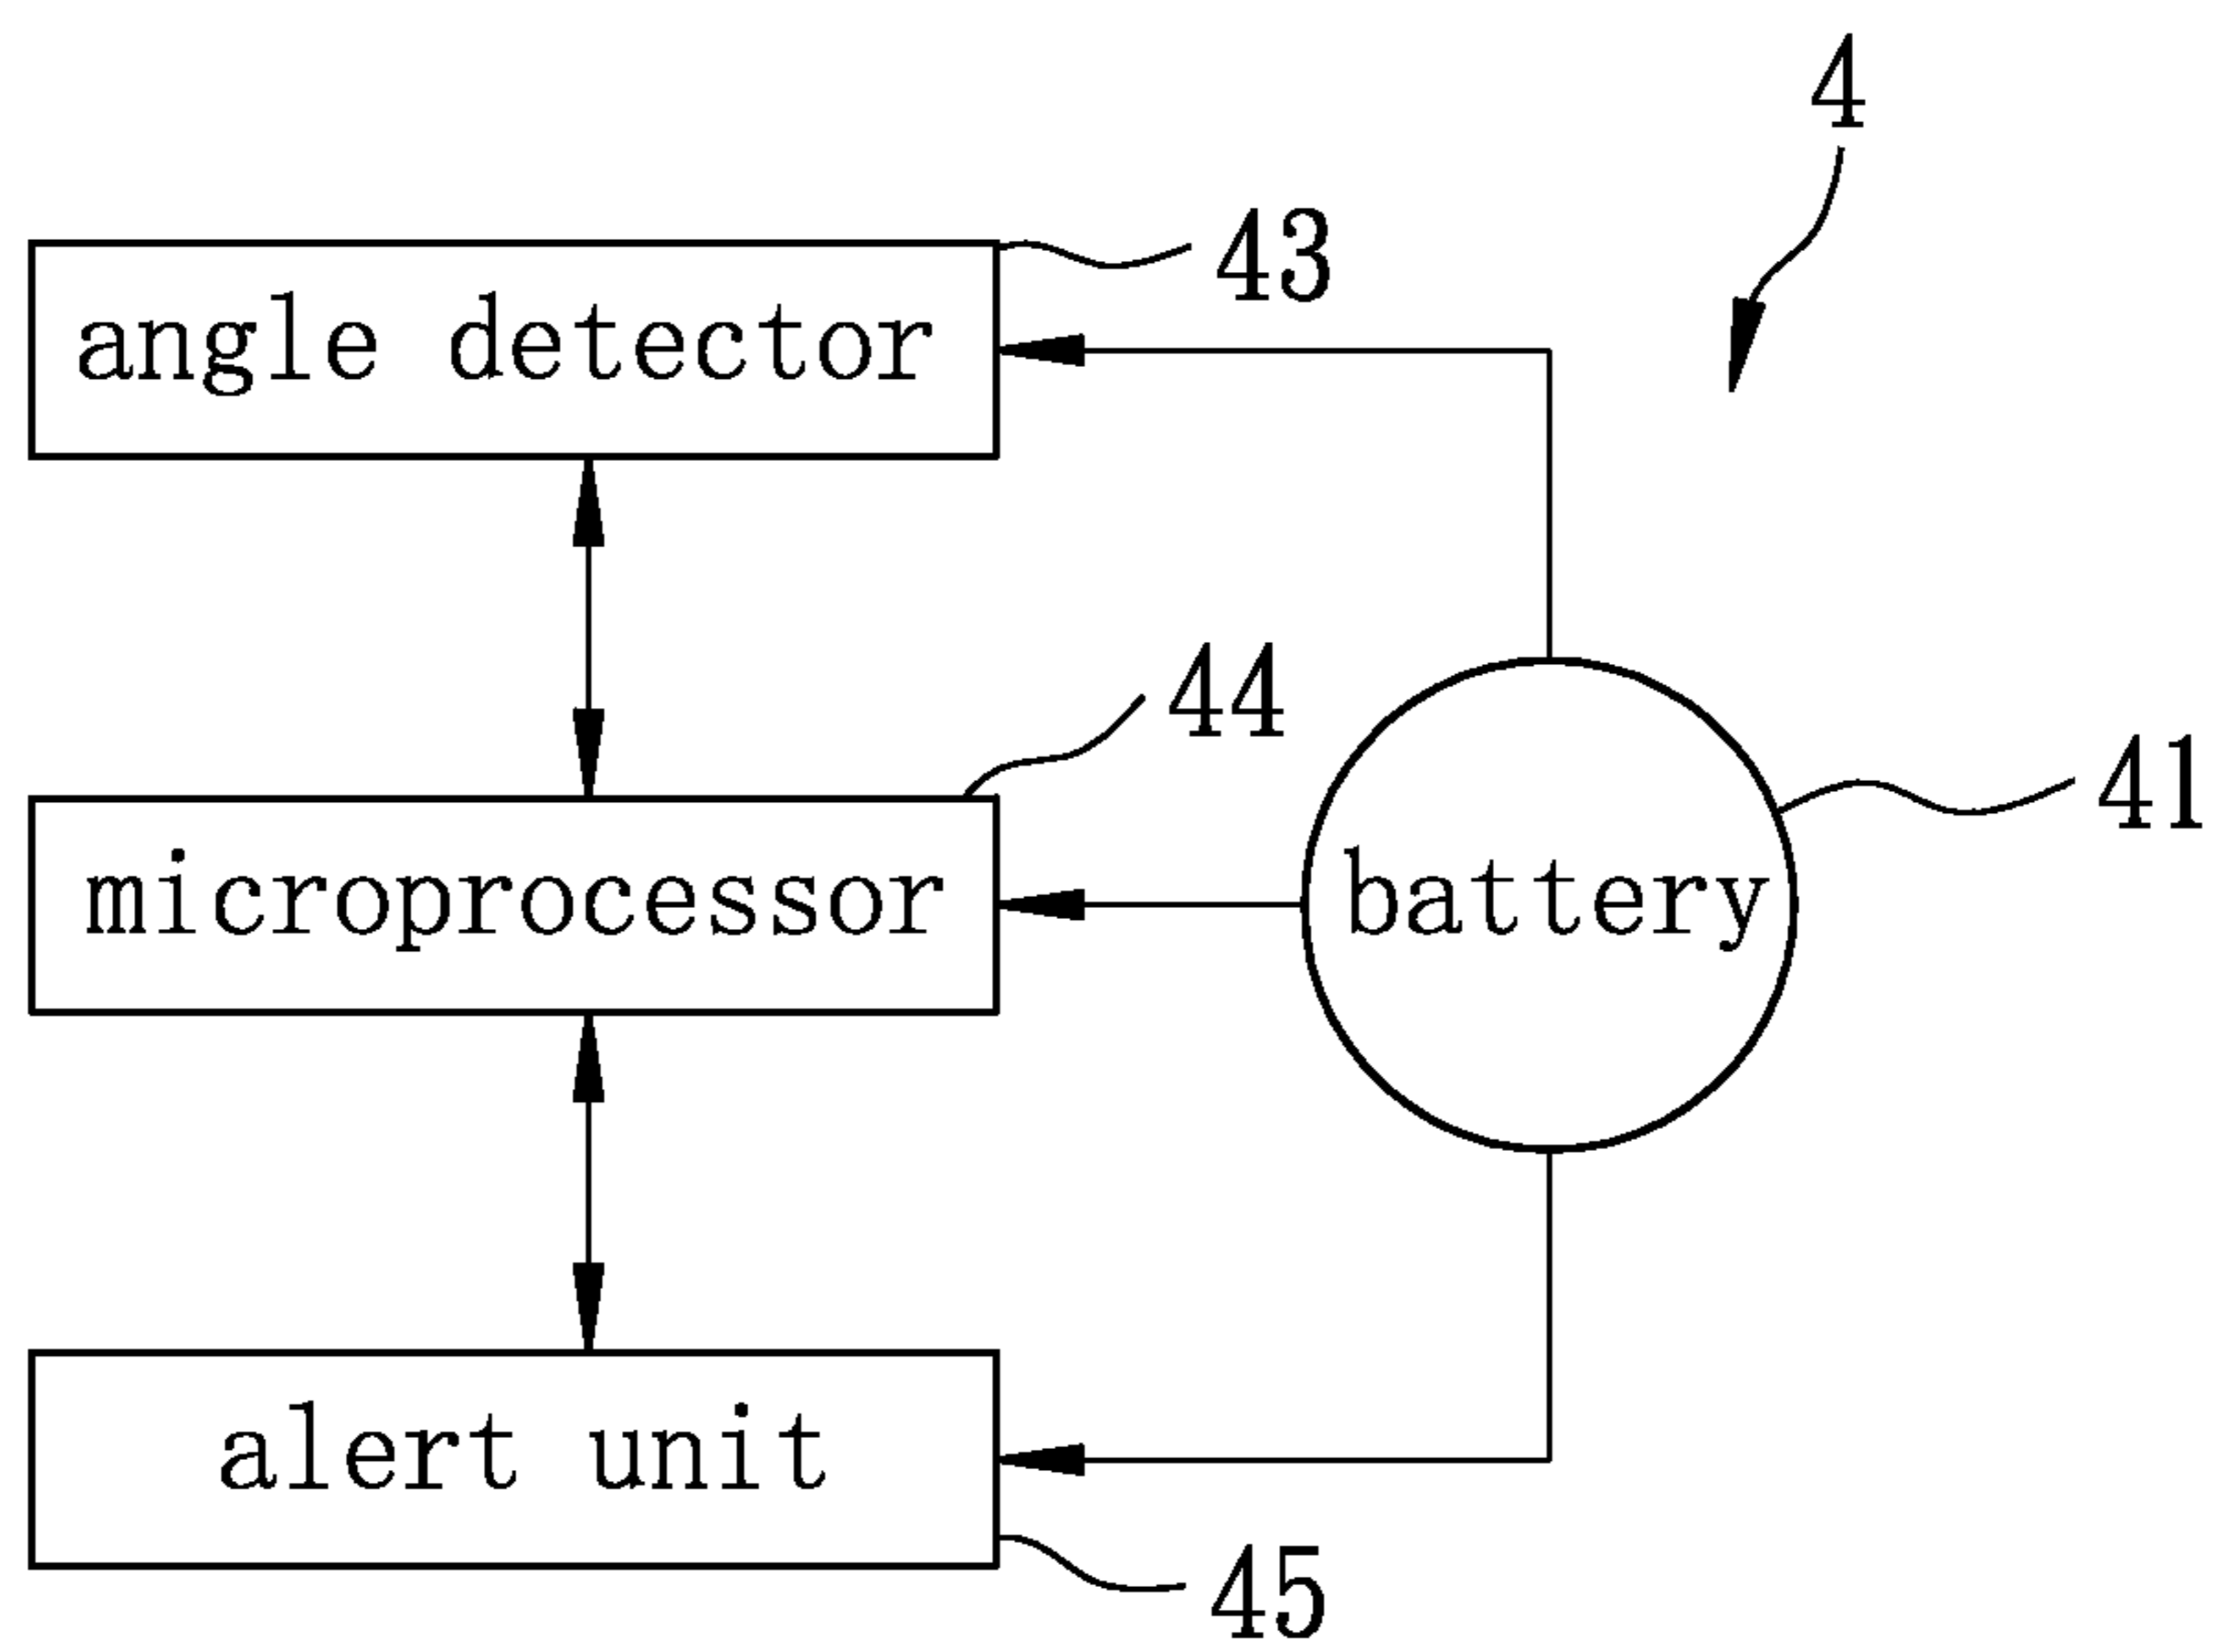 4
43
angle detector
44
41
microprocessor
battery
alert unit
45